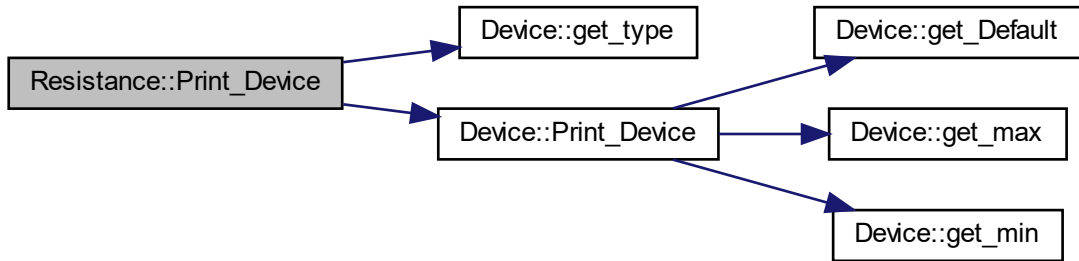 Resistance::Print_Device
Device::get_type
Device::Print_Device
Device::get_Default
Device::get_max
Device::get_min